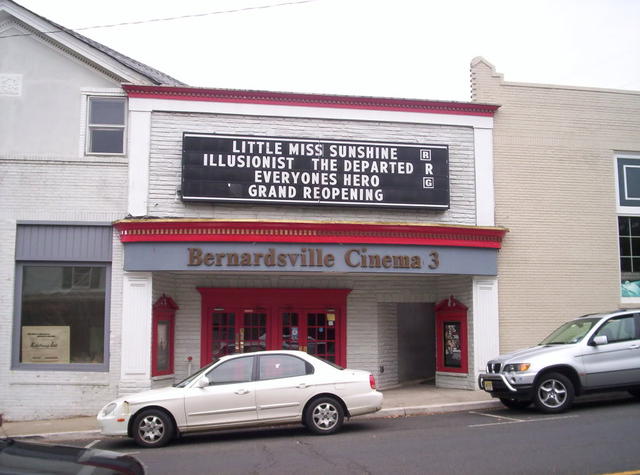 LITTLE MISS SUNSHINE R
ILLUSIONIST THE DEPARTED R
EVERYONES HERO G
GRAND REOPENING
Bernardsville Cinema 3